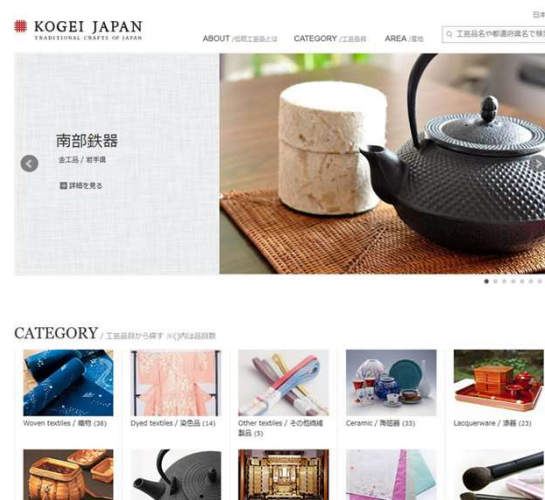 日本
KOGEI JAPAN
TRADITIONAL CRAFTS OF JAPAN
ABOUT /伝統工芸品とは
CATEGORY /工芸品目
AREA /産地
工芸品名や都道府県名で検索
南部鉄器
金工品 / 岩手県
詳細を見る
CATEGORY / 工芸品目から探す ※()内は品目数
Woven textiles / 織物 (38)
Dyed textiles / 染色品 (14)
Other textiles / その他繊維
製品 (5)
Ceramic / 陶磁器 (33)
Lacquerware / 漆器 (23)